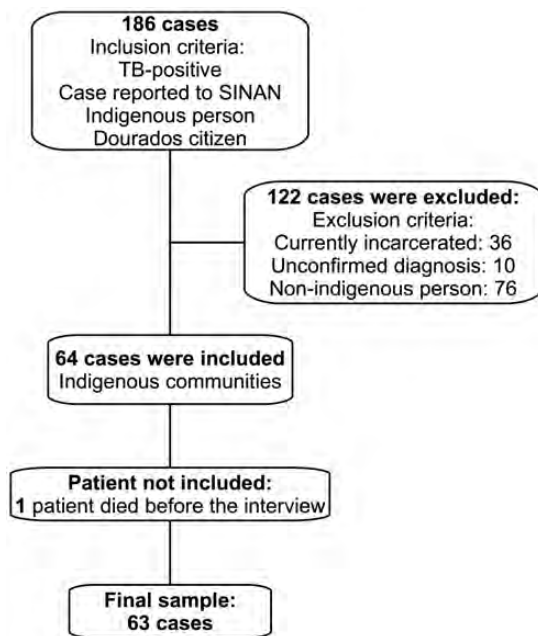 186 cases
Inclusion criteria:
TB-positive
Case reported to SINAN
Indigenous person
Dourados citizen
122 cases were excluded:
Exclusion criteria:
Currently incarcerated: 36
Unconfirmed diagnosis: 10
Non-indigenous person: 76
64 cases were included
Indigenous communities
Patient not included:
1 patient died before the interview
Final sample:
63 cases